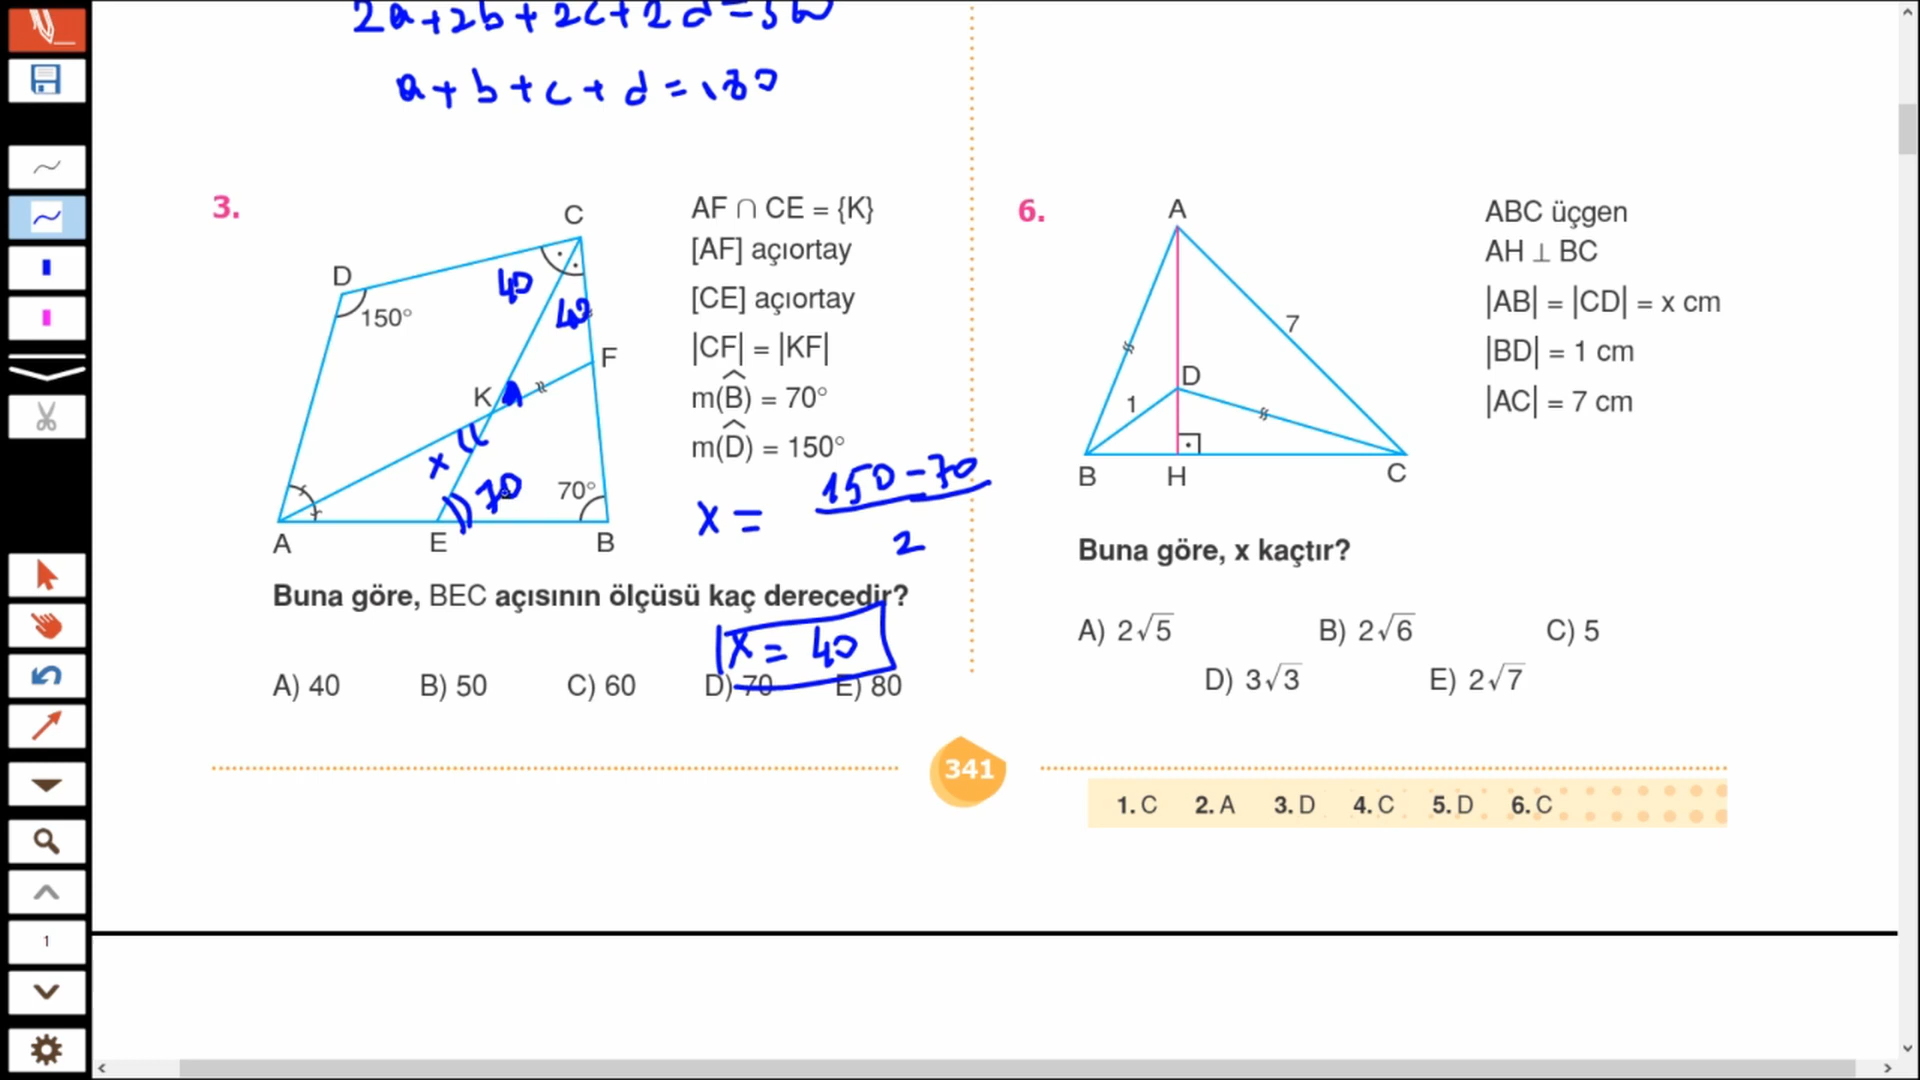 2a+2b+2c+2d=36
a+b+c+d=180
3.
C
D
150°
40
40
F
K
x
70
70°
A
E
B
AF ∩ CE = {K}
[AF] açıortay
[CE] açıortay
|CF| = |KF|
m(B̂) = 70°
m(D̂) = 150°
x = 150-70 / 2
Buna göre, BEC açısının ölçüsü kaç derecedir?
x = 40
A) 40 B) 50 C) 60 D) 70 E) 80
6.
A
7
D
1
B
H
C
ABC üçgen
AH ⊥ BC
|AB| = |CD| = x cm
|BD| = 1 cm
|AC| = 7 cm
Buna göre, x kaçtır?
A) 2√5 B) 2√6 C) 5
D) 3√3 E) 2√7
341
1. C 2. A 3. D 4. C 5. D 6. C
1